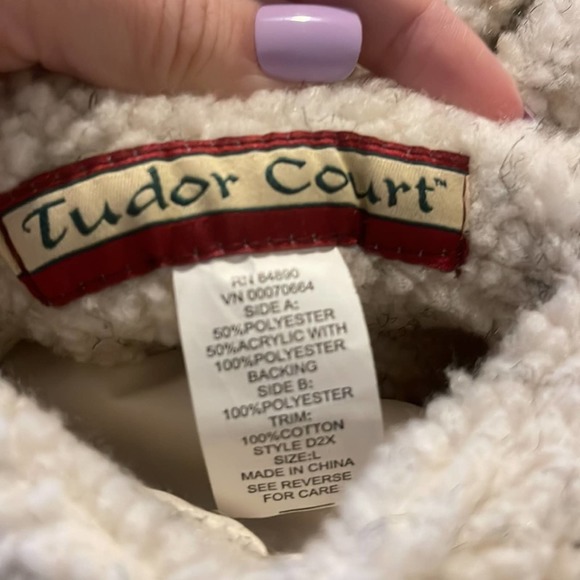 Tudor Court™
RN 84890
VN 00070664
SIDE A:
50%POLYESTER
50%ACRYLIC WITH
100%POLYESTER
BACKING
SIDE B:
100%POLYESTER
TRIM:
100%COTTON
STYLE D2X
SIZE:L
MADE IN CHINA
SEE REVERSE
FOR CARE